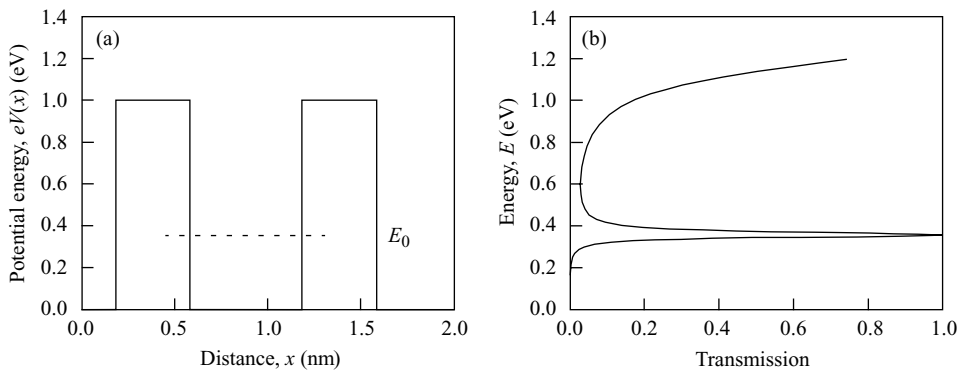 (a)
Potential energy, eV(x) (eV)
1.4
1.2
1.0
0.8
0.6
0.4
0.2
0.0
E₀
0.0 0.5 1.0 1.5 2.0
Distance, x (nm)
(b)
Energy, E (eV)
1.4
1.2
1.0
0.8
0.6
0.4
0.2
0.0
0.0 0.2 0.4 0.6 0.8 1.0
Transmission